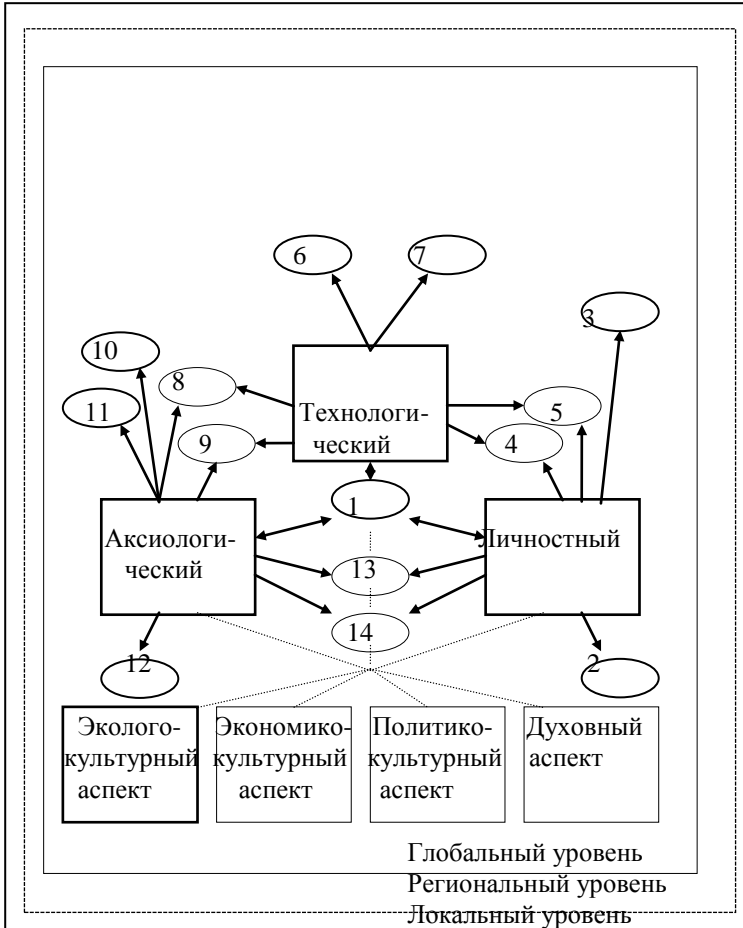 6
7
3
10
8
11
5
Технологи-
ческий
9
4
1
Аксиологи-
ческий
Личностный
13
14
12
2
Эколого-
культурный
аспект
Экономико-
культурный
аспект
Политико-
культурный
аспект
Духовный
аспект
Глобальный уровень
Региональный уровень
Локальный уровень